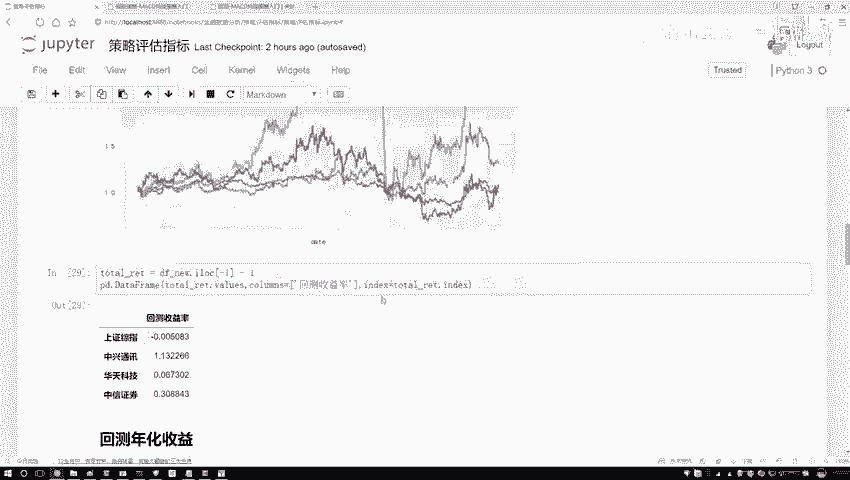 http://localhost:8888/notebooks/
jupyter 策略评估指标 Last Checkpoint: 2 hours ago (autosaved)
Logout
File Edit View Insert Cell Kernel Widgets Help
Trusted
Python 3
Markdown
1.5
1.0
date
In [29]: total_ret = df_new.iloc[-1] - 1
pd.DataFrame(total_ret.values,columns=['回测收益率'],index=total_ret.index)
Out[29]:
回测收益率
上证综指 -0.005083
中兴通讯 1.132266
华天科技 0.067302
中信证券 0.308843
回测年化收益